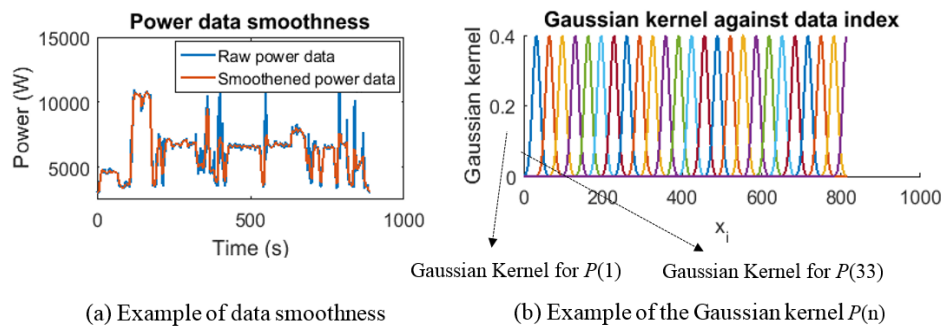 Power data smoothness
15000
10000
5000
Power (W)
Raw power data
Smoothened power data
0
500
1000
Time (s)
(a) Example of data smoothness
Gaussian kernel against data index
0.4
0.2
0
Gaussian kernel
0
200
400
600
800
1000
x_i
Gaussian Kernel for P(1)
Gaussian Kernel for P(33)
(b) Example of the Gaussian kernel P(n)